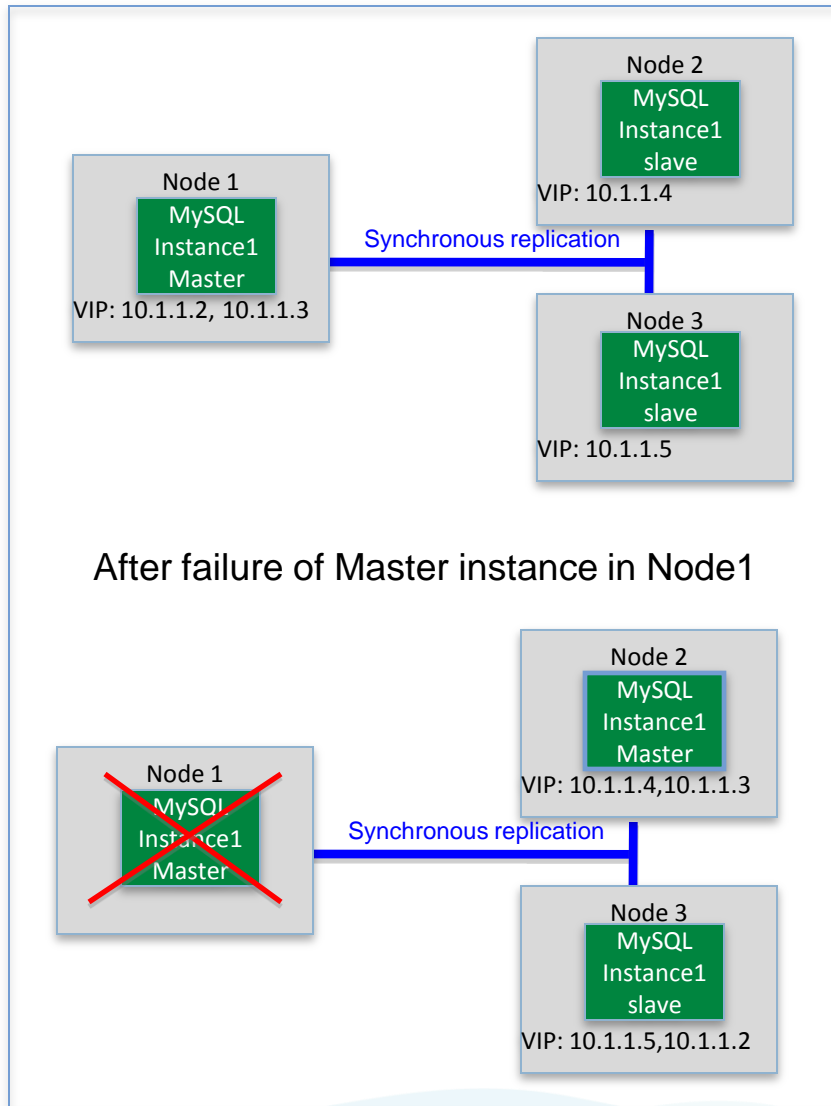 Node 2
MySQL
Instance1
slave
VIP: 10.1.1.4
Node 1
MySQL
Instance1
Master
VIP: 10.1.1.2, 10.1.1.3
Synchronous replication
Node 3
MySQL
Instance1
slave
VIP: 10.1.1.5
After failure of Master instance in Node1
Node 2
MySQL
Instance1
Master
VIP: 10.1.1.4,10.1.1.3
Node 1
MySQL
Instance1
Master
Synchronous replication
Node 3
MySQL
Instance1
slave
VIP: 10.1.1.5,10.1.1.2